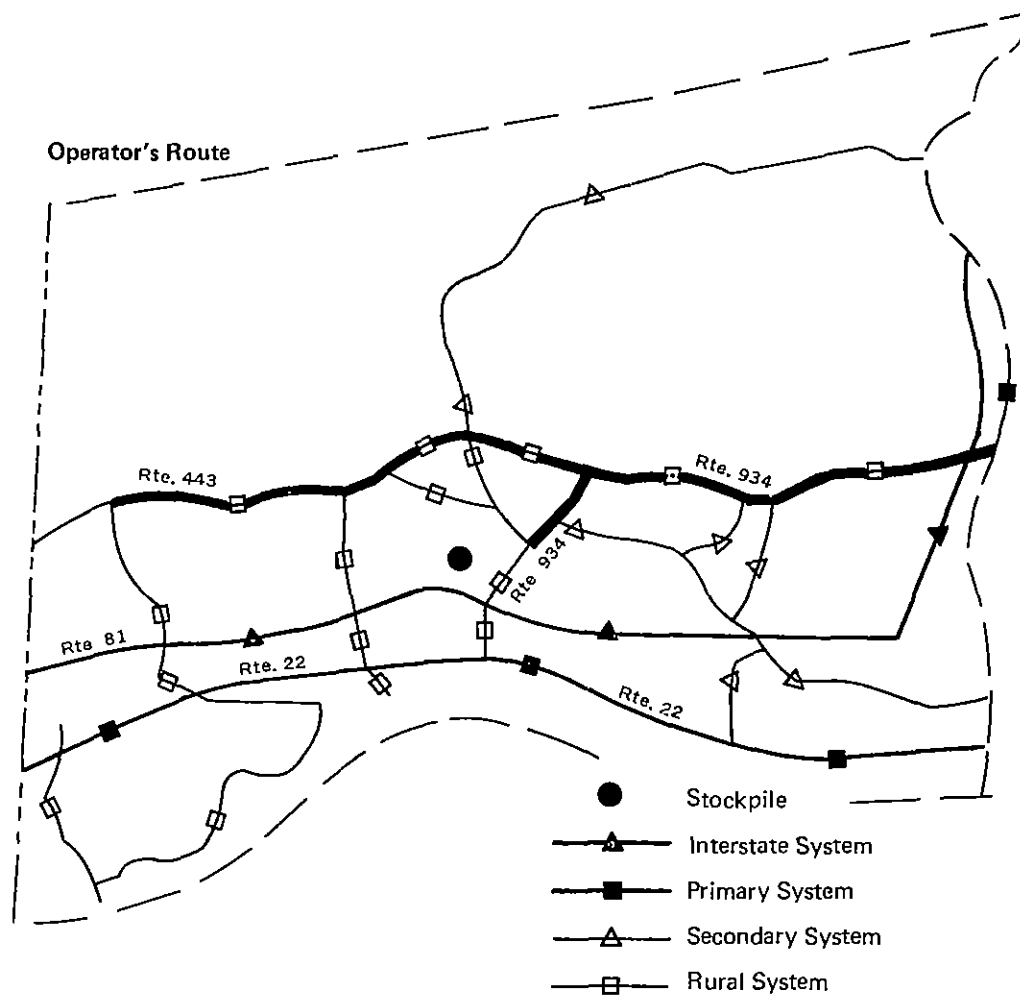 Operator's Route
Rte. 443
Rte. 934
Rte 934
Rte 81
Rte. 22
Rte. 22
Stockpile
Interstate System
Primary System
Secondary System
Rural System